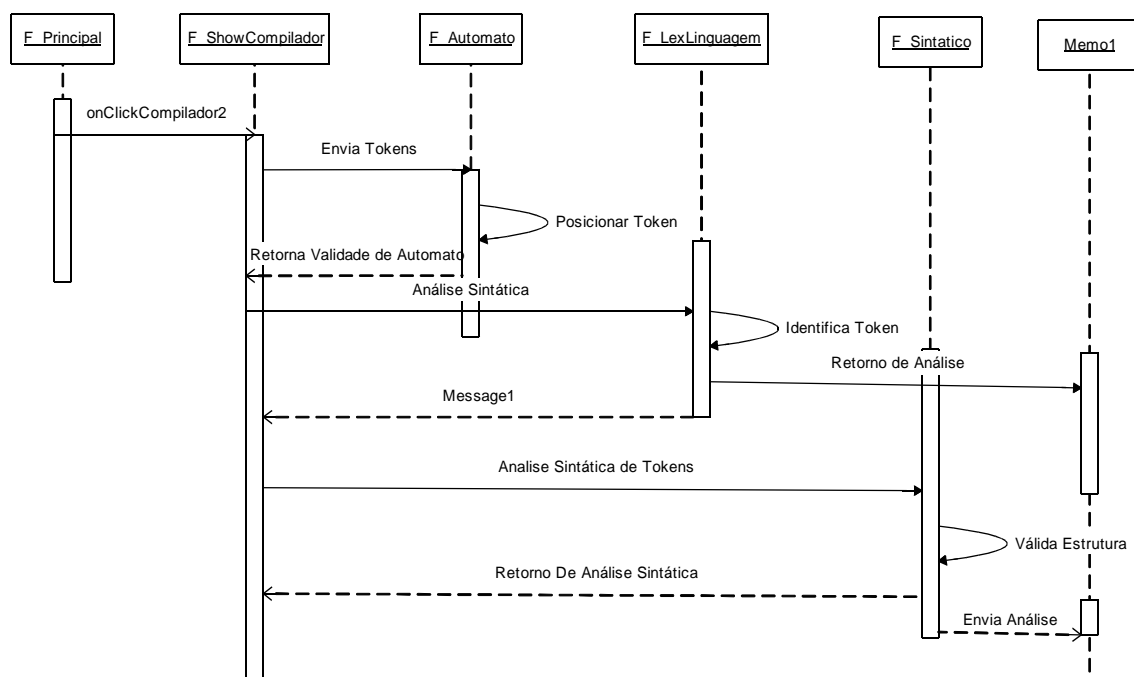 F_Principal
F_ShowCompilador
F_Automato
F_LexLinguagem
F_Sintatico
Memo1
onClickCompilador2
Envia Tokens
Posicionar Token
Retorna Validade de Automato
Análise Sintática
Identifica Token
Retorno de Análise
Message1
Analise Sintática de Tokens
Válida Estrutura
Retorno De Análise Sintática
Envia Análise